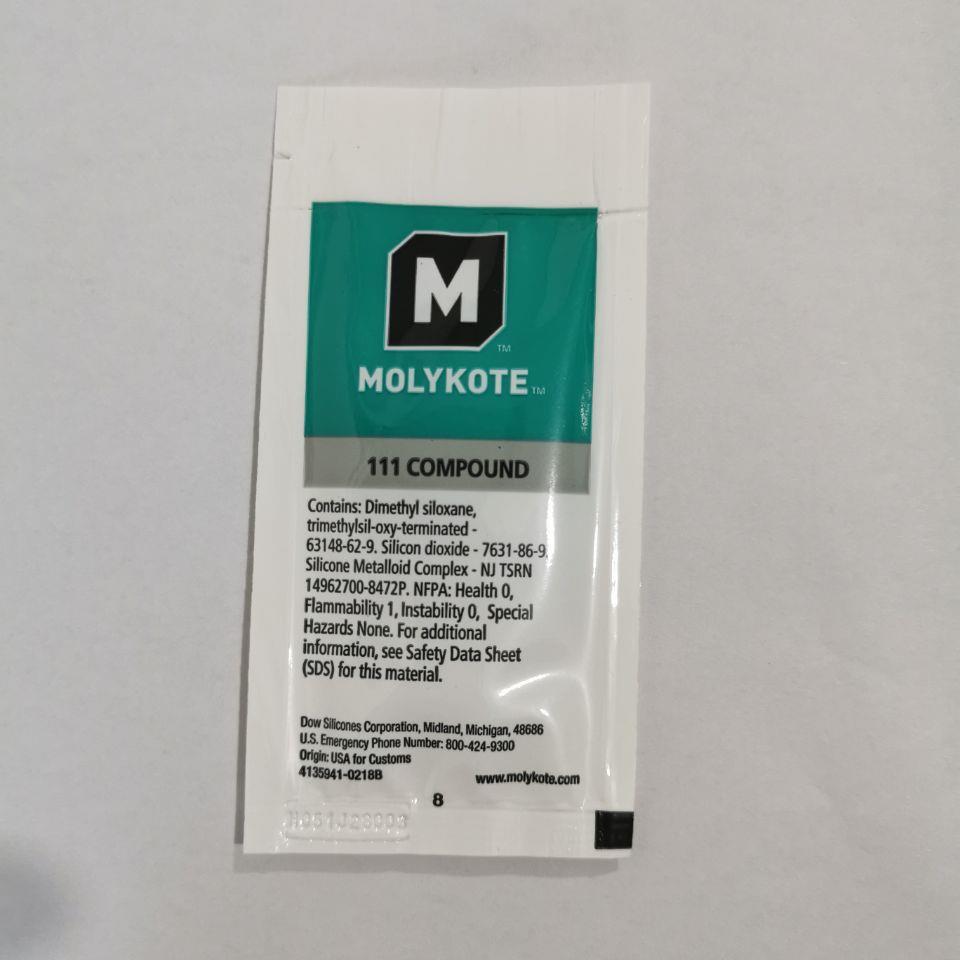 M
TM
MOLYKOTE TM
111 COMPOUND
Contains: Dimethyl siloxane,
trimethylsil-oxy-terminated -
63148-62-9. Silicon dioxide - 7631-86-9.
Silicone Metalloid Complex - NJ TSRN
14962700-8472P. NFPA: Health 0,
Flammability 1, Instability 0, Special
Hazards None. For additional
information, see Safety Data Sheet
(SDS) for this material.
Dow Silicones Corporation, Midland, Michigan, 48686
U.S. Emergency Phone Number: 800-424-9300
Origin: USA for Customs
4135941-0218B www.molykote.com
8